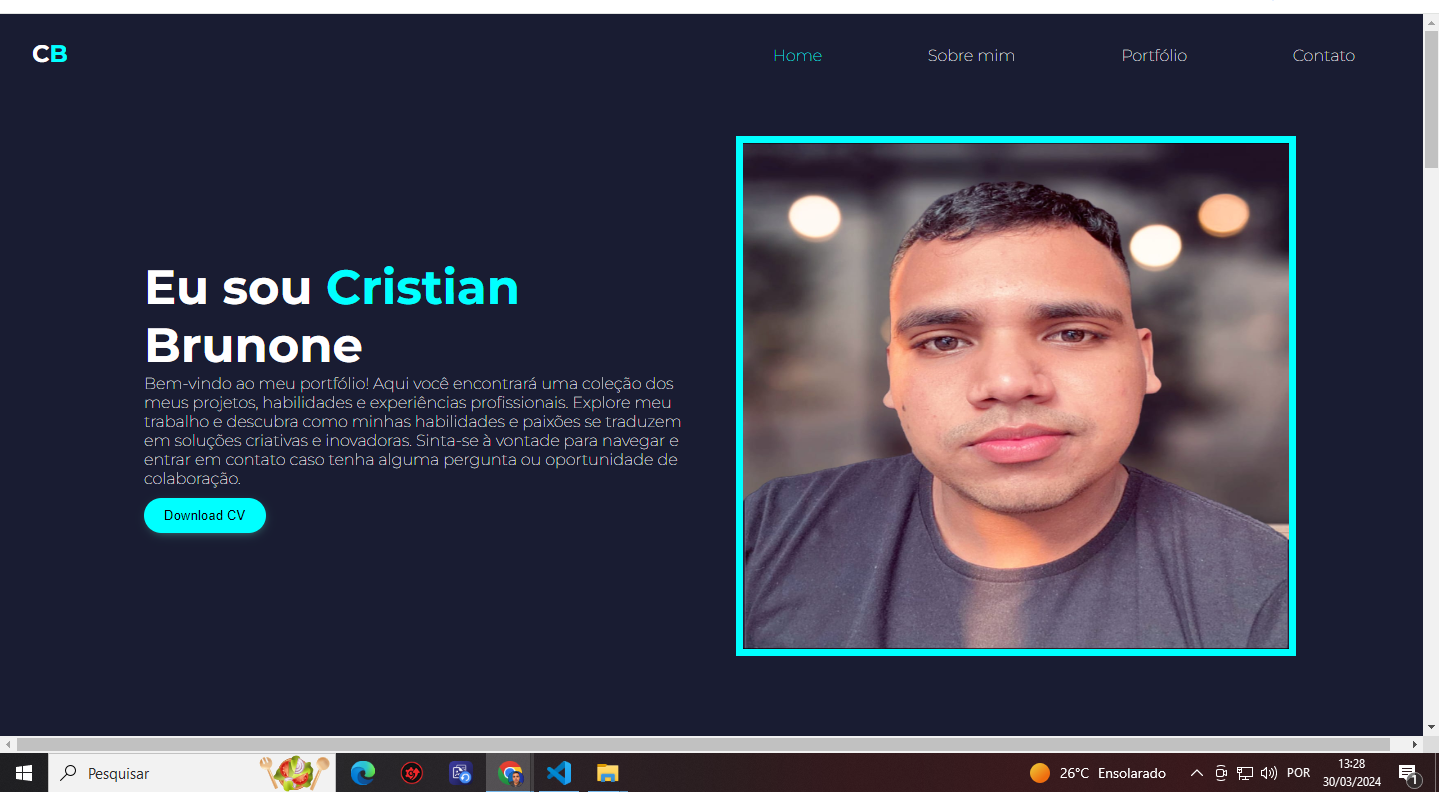 CB
Home Sobre mim Portfólio Contato
Eu sou Cristian
Brunone
Bem-vindo ao meu portfólio! Aqui você encontrará uma coleção dos
meus projetos, habilidades e experiências profissionais. Explore meu
trabalho e descubra como minhas habilidades e paixões se traduzem
em soluções criativas e inovadoras. Sinta-se à vontade para navegar e
entrar em contato caso tenha alguma pergunta ou oportunidade de
colaboração.
Download CV
Pesquisar
26°C Ensolarado
POR
13:28
30/03/2024
1